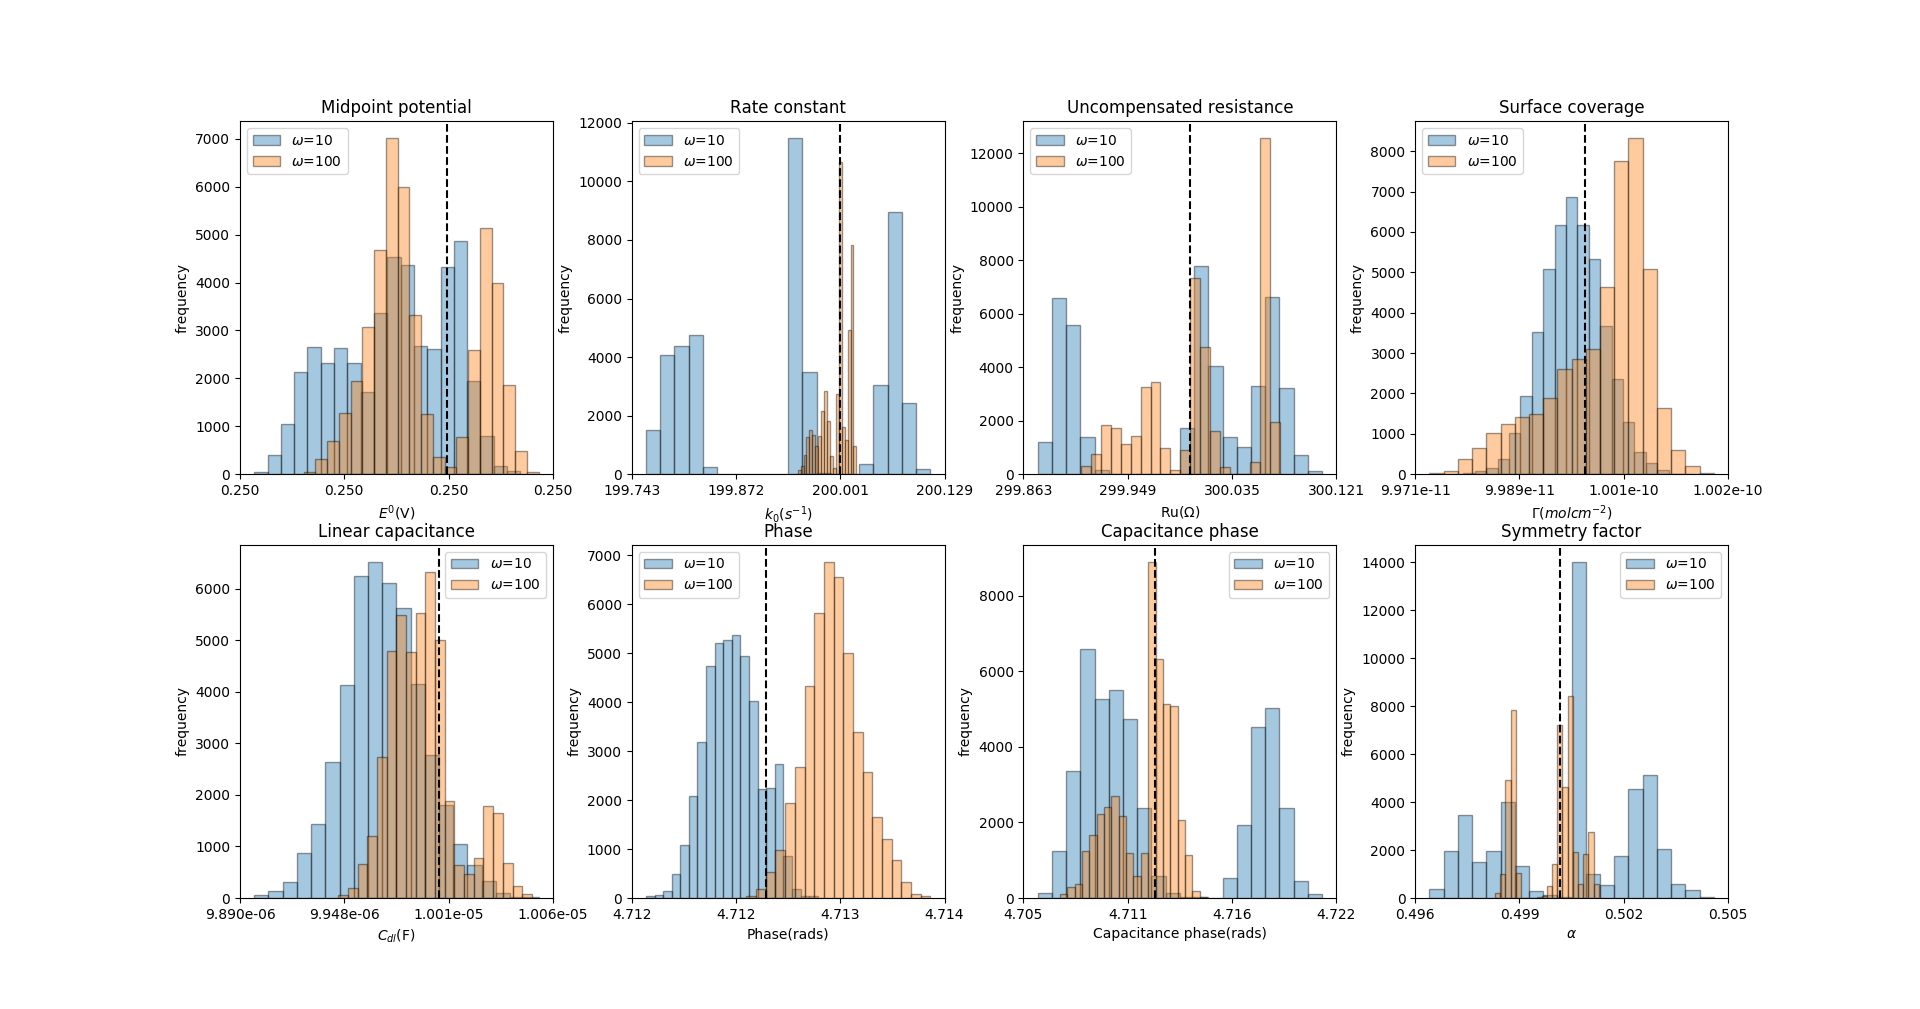 Midpoint potential
ω=10
ω=100
7000
6000
5000
4000
3000
2000
1000
0
frequency
0.250 0.250 0.250 0.250
E⁰(V)
Rate constant
ω=10
ω=100
12000
10000
8000
6000
4000
2000
0
frequency
199.743 199.872 200.001 200.129
k₀(s⁻¹)
Uncompensated resistance
ω=10
ω=100
12000
10000
8000
6000
4000
2000
0
frequency
299.863 299.949 300.035 300.121
Ru(Ω)
Surface coverage
ω=10
ω=100
8000
7000
6000
5000
4000
3000
2000
1000
0
frequency
9.971e-11 9.989e-11 1.001e-10 1.002e-10
Γ(molcm⁻²)
Linear capacitance
ω=10
ω=100
6000
5000
4000
3000
2000
1000
0
frequency
9.890e-06 9.948e-06 1.001e-05 1.006e-05
C_dl(F)
Phase
ω=10
ω=100
7000
6000
5000
4000
3000
2000
1000
0
frequency
4.712 4.712 4.713 4.714
Phase(rads)
Capacitance phase
ω=10
ω=100
8000
6000
4000
2000
0
frequency
4.705 4.711 4.716 4.722
Capacitance phase(rads)
Symmetry factor
ω=10
ω=100
14000
12000
10000
8000
6000
4000
2000
0
frequency
0.496 0.499 0.502 0.505
α